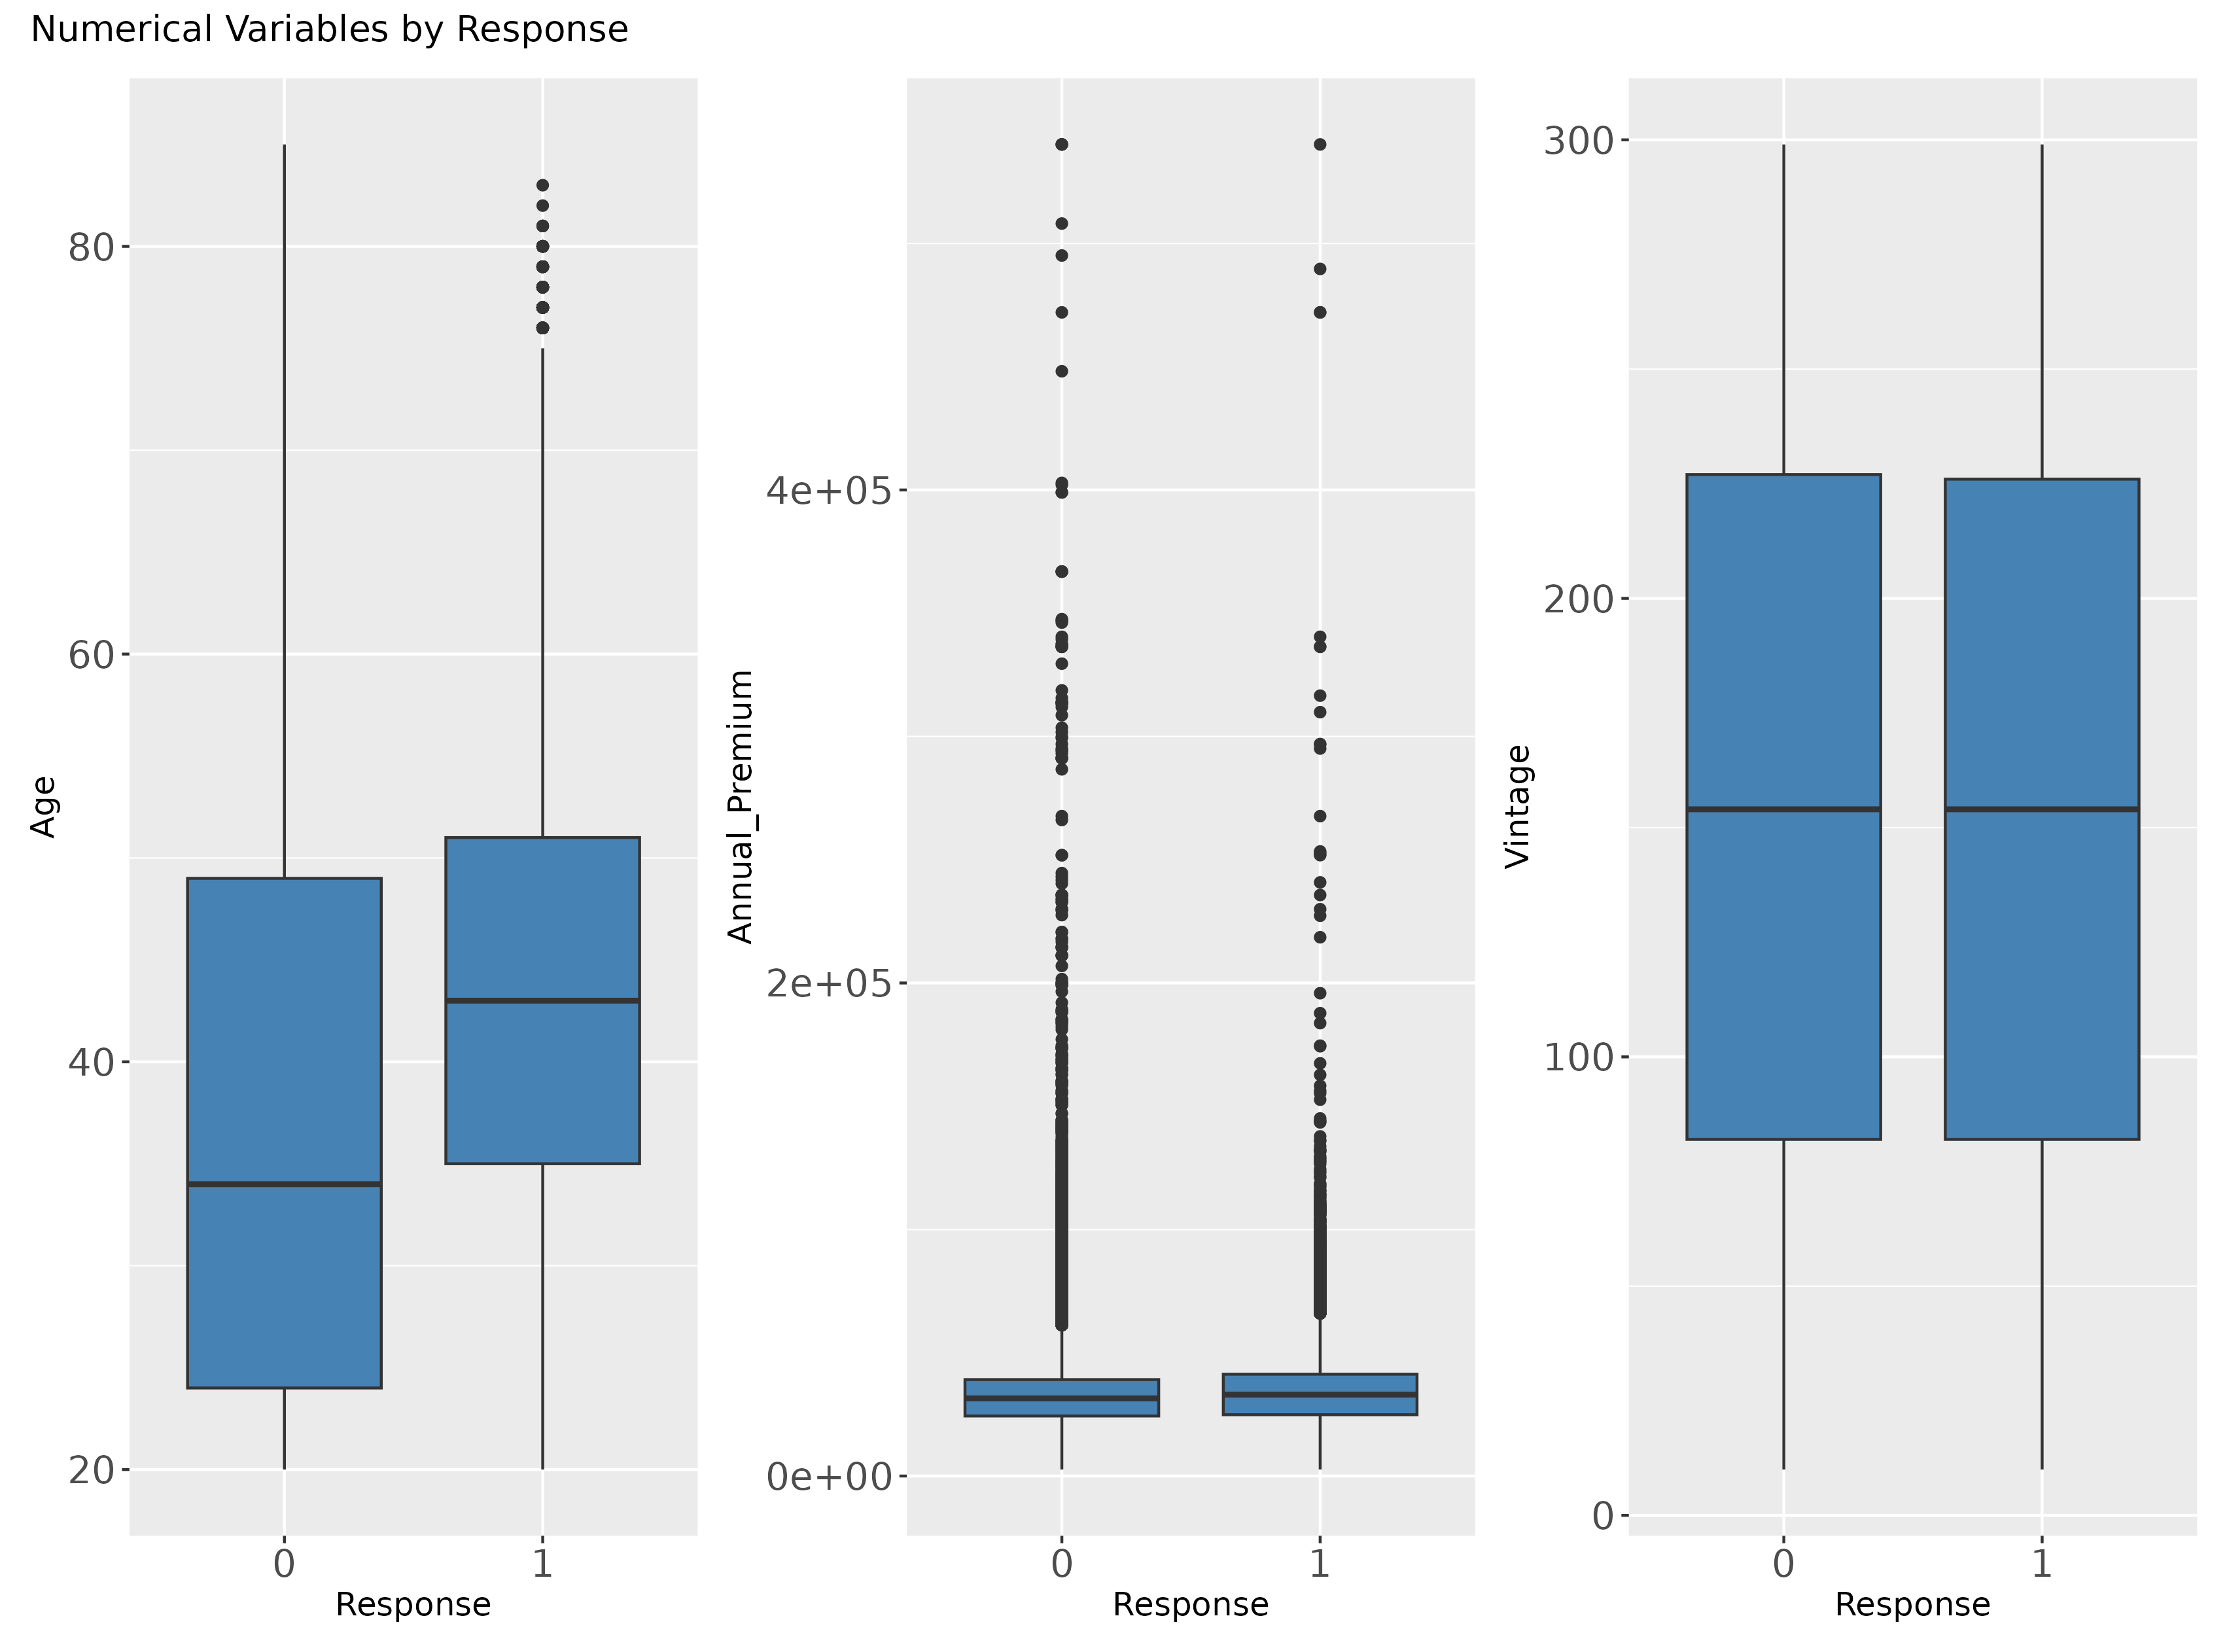 Numerical Variables by Response
Age
80
60
40
20
0 1
Response
Annual_Premium
4e+05
2e+05
0e+00
0 1
Response
Vintage
300
200
100
0
0 1
Response